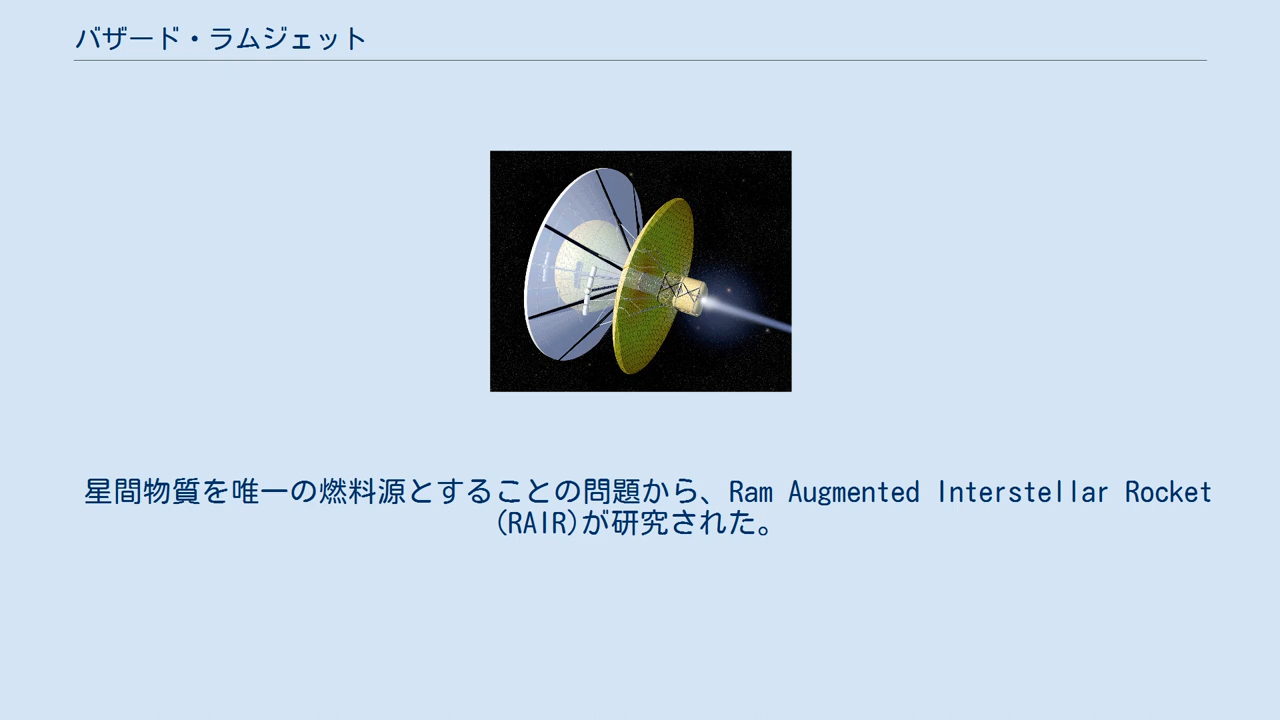 バザード・ラムジェット
星間物質を唯一の燃料源とすることの問題から、Ram Augmented Interstellar Rocket
(RAIR)が研究された。